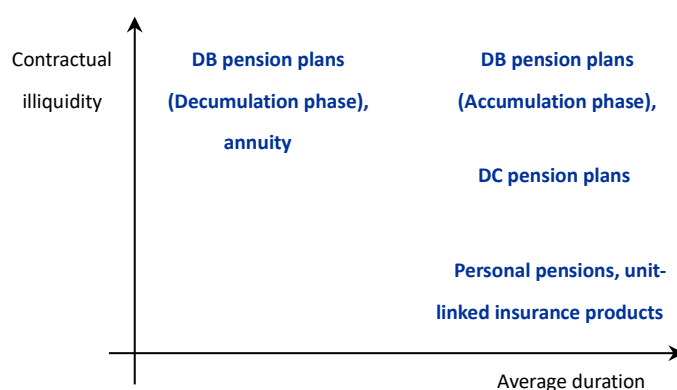 Contractual
illiquidity
DB pension plans
(Decumulation phase),
annuity
DB pension plans
(Accumulation phase),
DC pension plans
Personal pensions, unit-
linked insurance products
Average duration